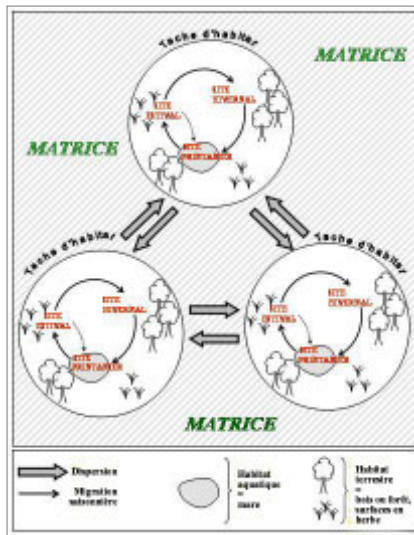 Tache d'habitat
MATRICE
SITE
HIVERNAL
SITE
ESTIVAL
MATRICE
SITE
PRINTANIER
Tache d'habitat
Tache d'habitat
SITE
HIVERNAL
SITE
ESTIVAL
SITE
PRINTANIER
SITE
HIVERNAL
SITE
ESTIVAL
SITE
PRINTANIER
MATRICE
Dispersion
Migration
saisonnière
Habitat
aquatique
=
mare
Habitat
terrestre
=
bois ou forêt,
surfaces en
herbe